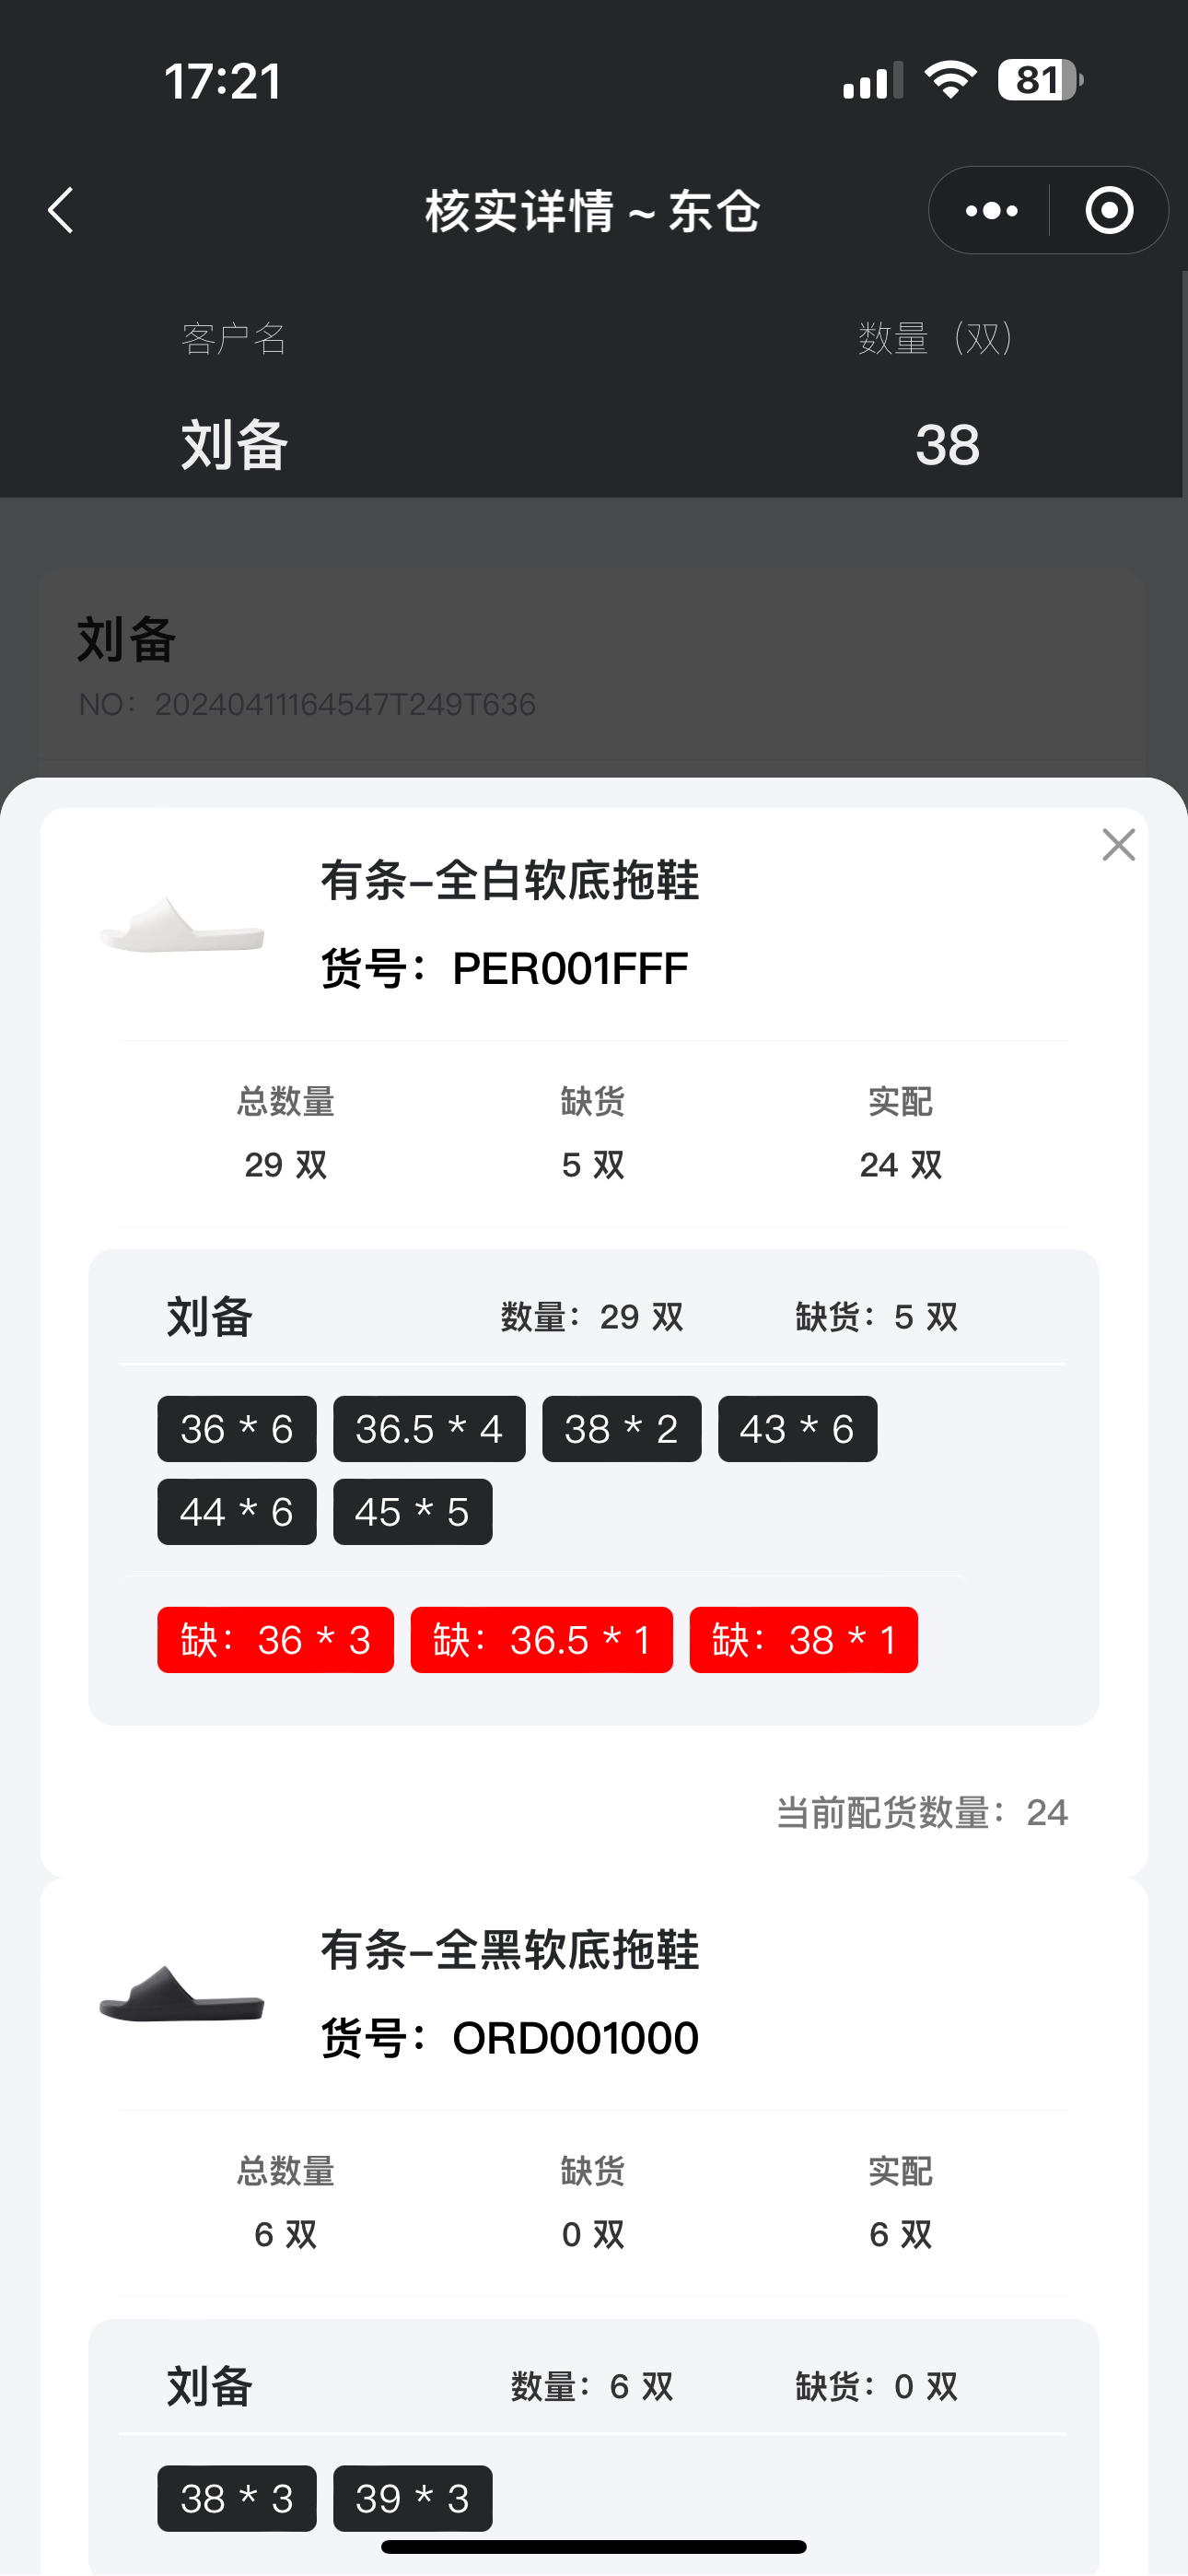 17:21
81
核实详情 ~ 东仓
客户名 数量（双）
刘备 38
刘备
NO：20240411164547T249T636
有条-全白软底拖鞋
货号：PER001FFF
总数量 缺货 实配
29 双 5 双 24 双
刘备 数量：29 双 缺货：5 双
36 * 6 36.5 * 4 38 * 2 43 * 6
44 * 6 45 * 5
缺：36 * 3 缺：36.5 * 1 缺：38 * 1
当前配货数量：24
有条-全黑软底拖鞋
货号：ORD001000
总数量 缺货 实配
6 双 0 双 6 双
刘备 数量：6 双 缺货：0 双
38 * 3 39 * 3